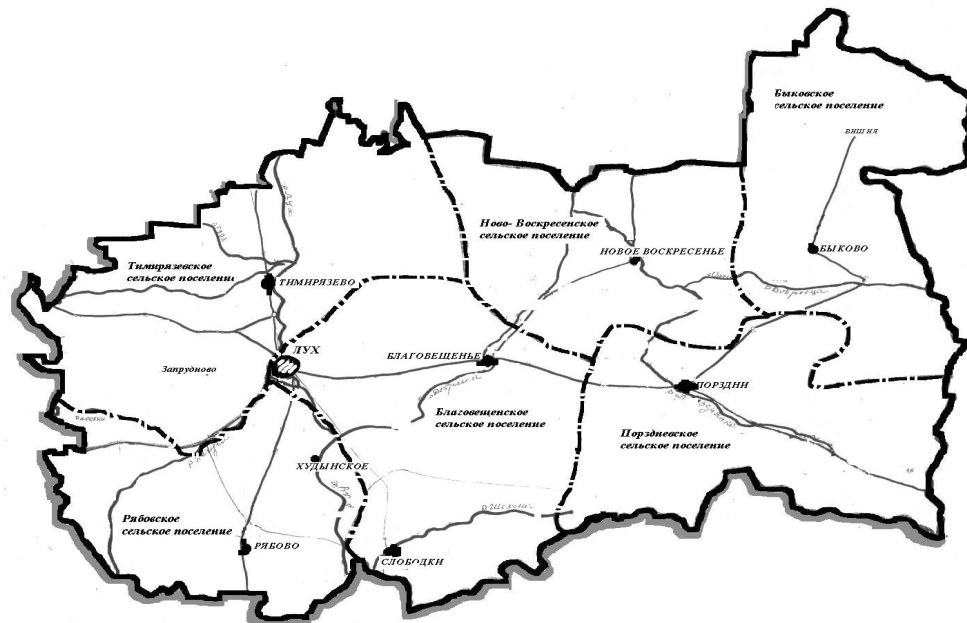 Быковское
сельское поселение
ВИШНЯ
Ново- Воскресенское
сельское поселение
НОВОЕ ВОСКРЕСЕНЬЕ
БЫКОВО
Тимирязевское
сельское поселение
ТИМИРЯЗЕВО
ЛУХ
БЛАГОВЕЩЕНЬЕ
Запрудново
ПОРЗДНИ
Благовещенское
сельское поселение
Порздневское
сельское поселение
ХУДЫНСКОЕ
Рябовское
сельское поселение
РЯБОВО
СЛОБОДКИ